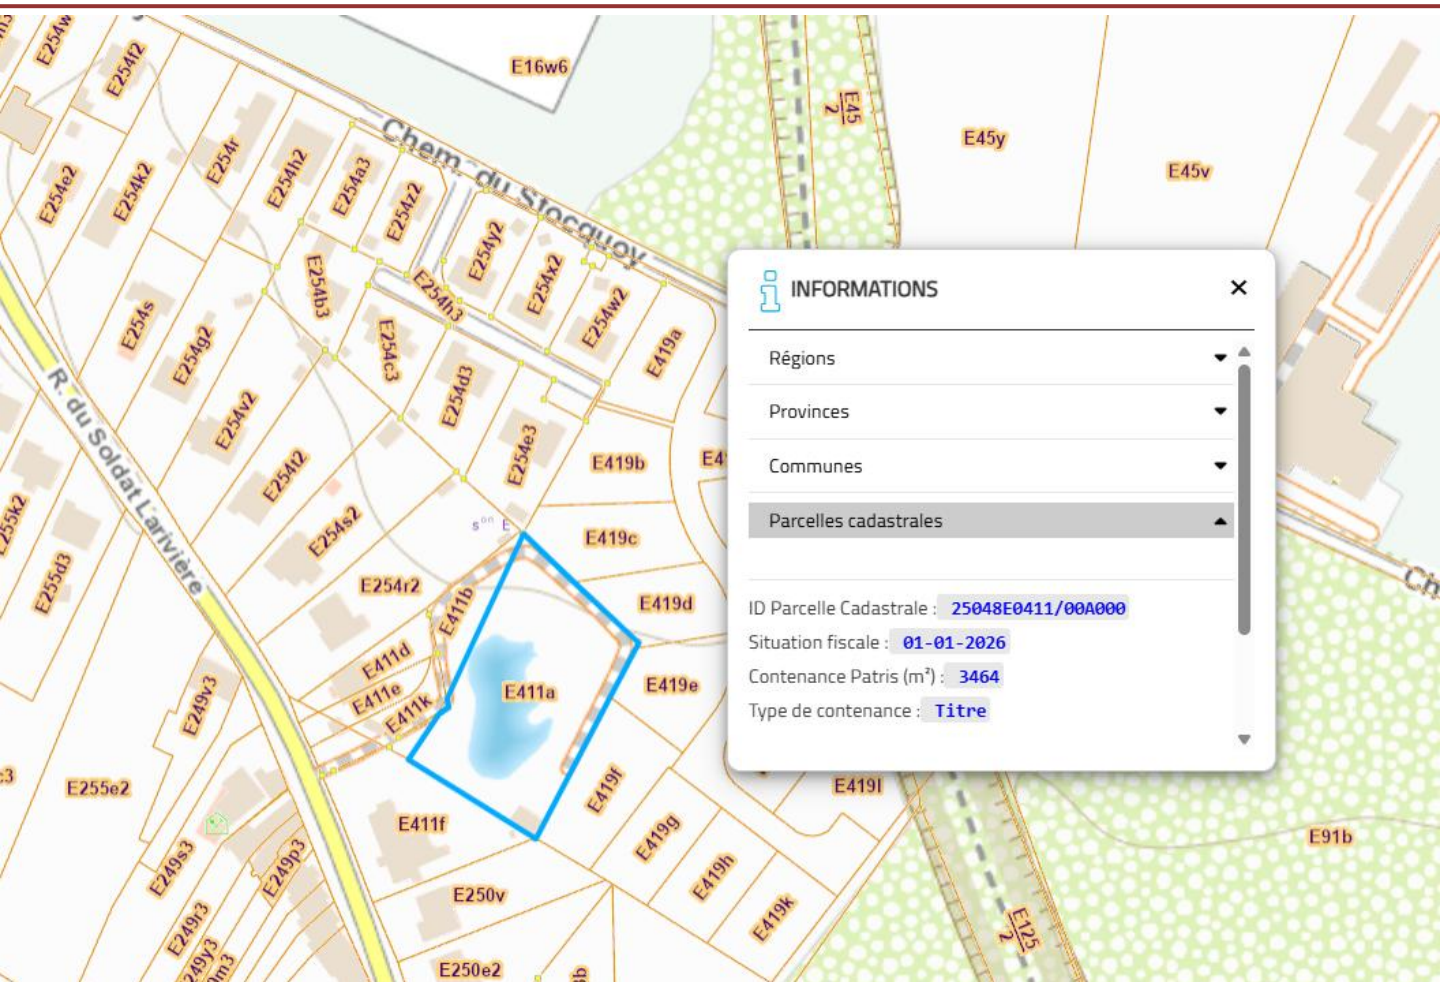 E254w
E254f2
E16w6
E45
2
E45y
E45v
Chem. du Stocquoy
E254r
E254h2
E254a3
E254z2
E254e2
E254k2
E254y2
E254x2
E254w2
E254h3
E254b3
E254s
E254g2
E254c3
E254d3
E419a
R. du Soldat Larivière
E254v2
E254t2
E254e3
E419b
E4
E255k2
E254s2
sᵒⁿ E
E419c
E255d3
E254r2
E411b
E419d
E411d
E411e
E411k
E411a
E419e
E249v3
E255e2
E411f
E419f
E419l
E419g
E419h
E419k
E249s3
E249p3
E249r3
E250v
E250e2
E125
2
E91b
Ch
INFORMATIONS
Régions
Provinces
Communes
Parcelles cadastrales
ID Parcelle Cadastrale : 25048E0411/00A000
Situation fiscale : 01-01-2026
Contenance Patris (m²) : 3464
Type de contenance : Titre